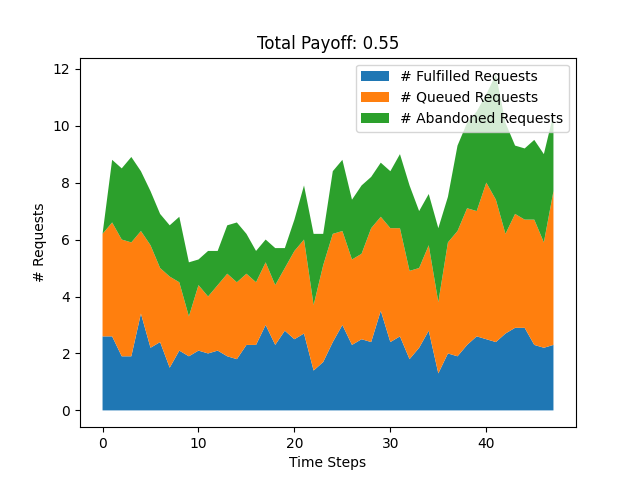 Total Payoff: 0.55
# Fulfilled Requests
# Queued Requests
# Abandoned Requests
12
10
8
6
4
2
0
# Requests
0 10 20 30 40
Time Steps